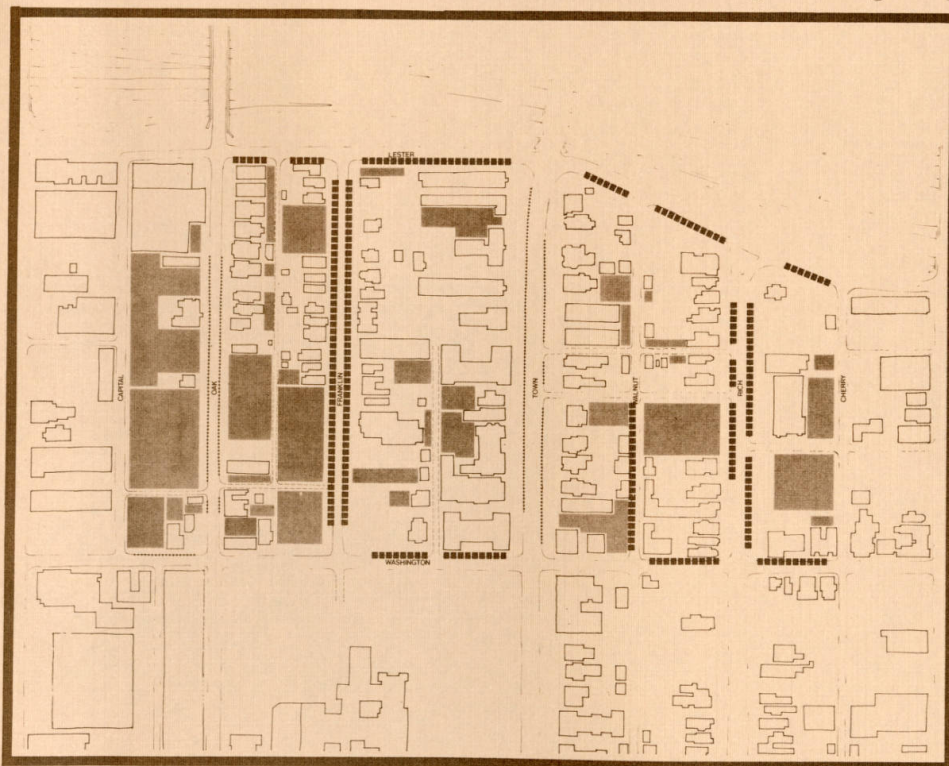 LESTER
CAPITAL
OAK
FRANKLIN
TOWN
WALNUT
RICH
CHERRY
WASHINGTON